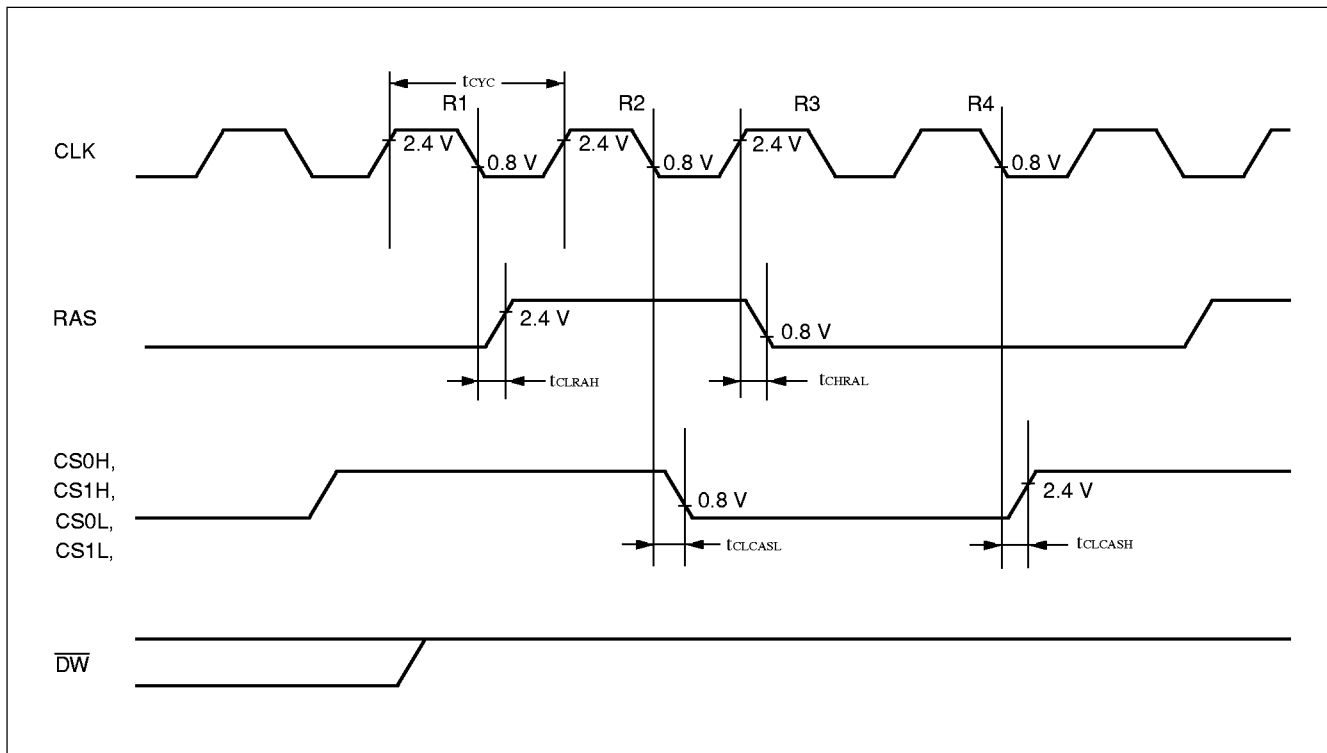 tCYC
R1 R2 R3 R4
CLK 2.4 V 0.8 V 2.4 V 0.8 V 2.4 V 0.8 V
RAS 2.4 V 0.8 V
tCLRAH tCHRAL
CS0H,
CS1H,
CS0L,
CS1L,
0.8 V 2.4 V
tCLCASL tCLCASH
D̅W̅